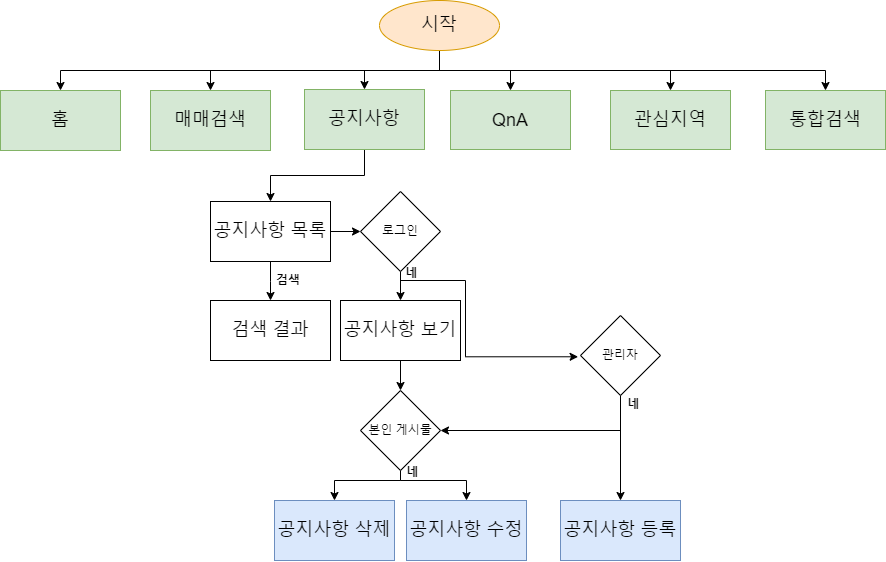 시작
홈
매매검색
공지사항
QnA
관심지역
통합검색
공지사항 목록
로그인
네
검색
검색 결과
공지사항 보기
관리자
네
본인 게시물
네
공지사항 삭제
공지사항 수정
공지사항 등록